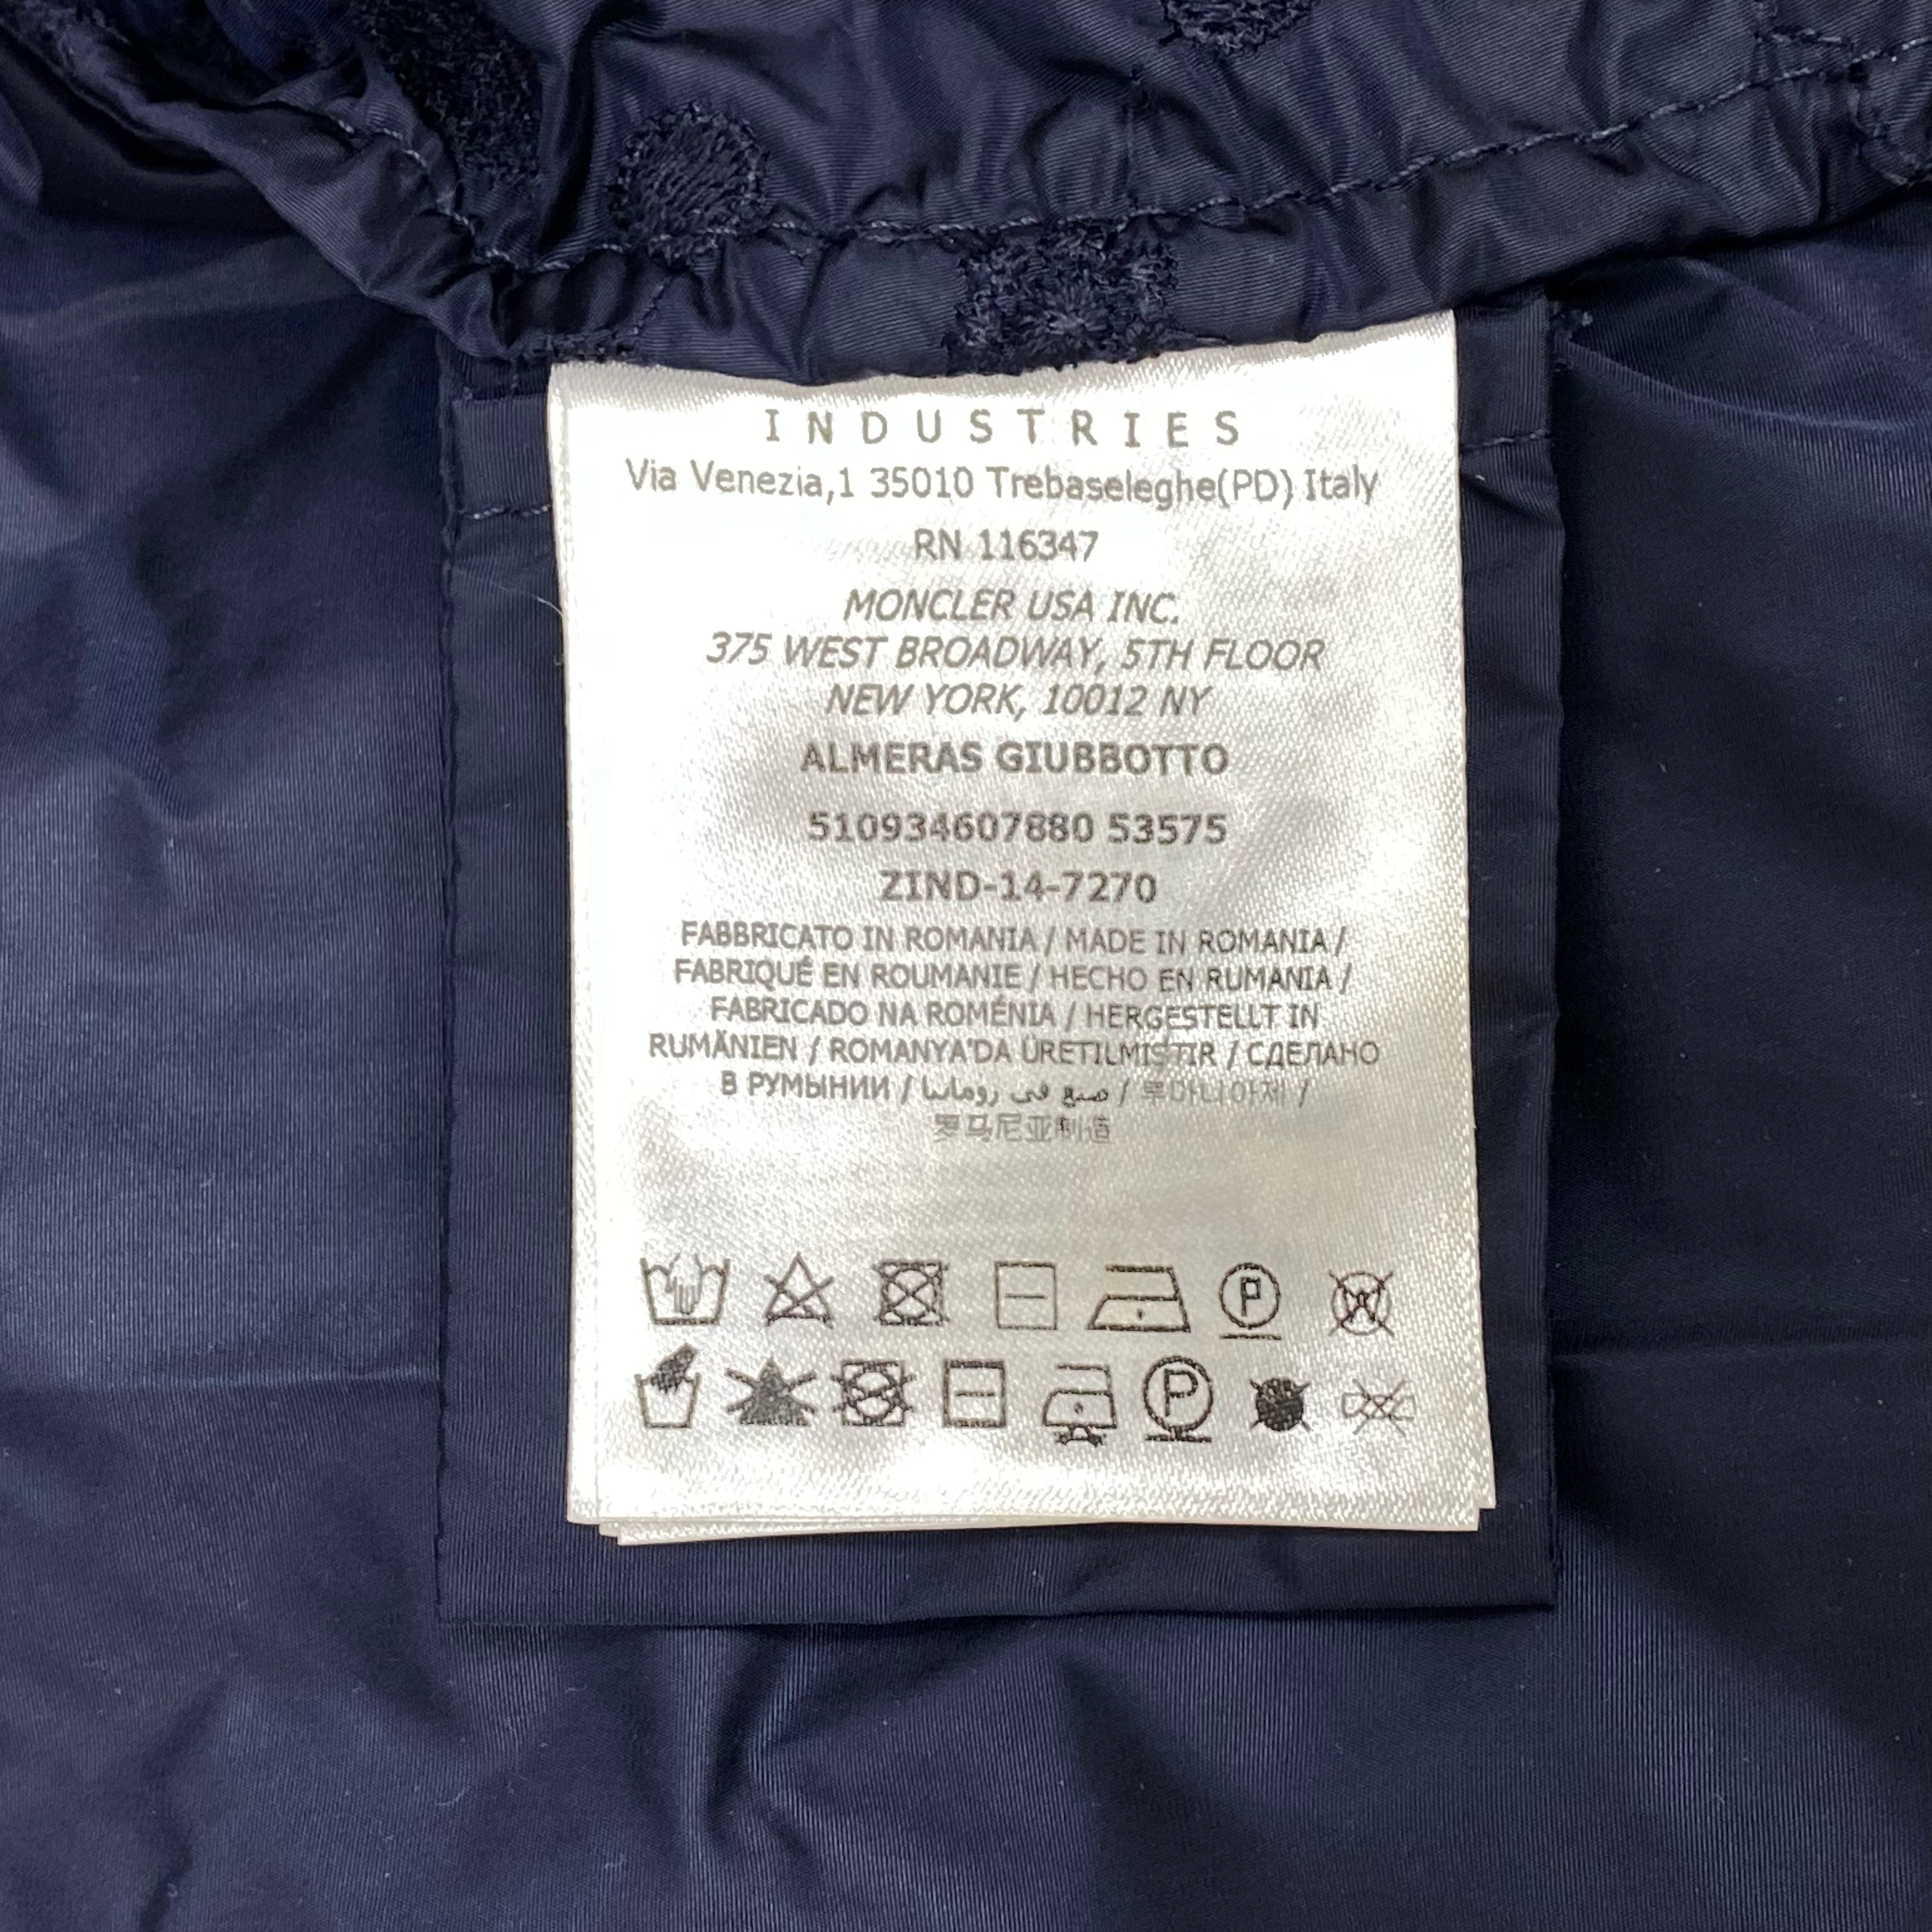 INDUSTRIES
Via Venezia,1 35010 Trebaseleghe(PD) Italy
RN 116347
MONCLER USA INC.
375 WEST BROADWAY, 5TH FLOOR
NEW YORK, 10012 NY
ALMERAS GIUBBOTTO
510934607880 53575
ZIND-14-7270
FABBRICATO IN ROMANIA / MADE IN ROMANIA /
FABRIQUÉ EN ROUMANIE / HECHO EN RUMANIA /
FABRICADO NA ROMÉNIA / HERGESTELLT IN
RUMÄNIEN / ROMANYA'DA ÜRETILMIŞTIR / СДЕЛАНО
В РУМЫНИИ / صنع في رومانيا / 루마니아제 /
罗马尼亚制造
P
W
P